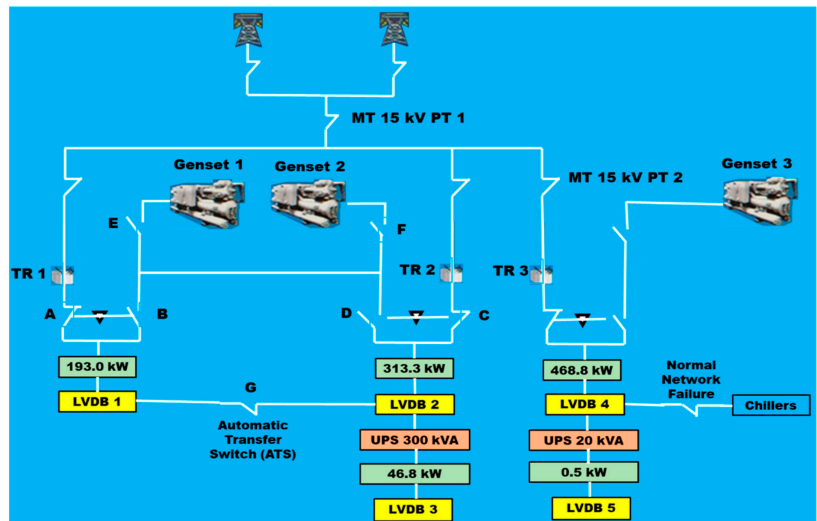 MT 15 kV PT 1
Genset 1
Genset 2
Genset 3
MT 15 kV PT 2
E
F
TR 1
TR 2
TR 3
A
B
D
C
193.0 kW
313.3 kW
468.8 kW
Normal
Network
Failure
LVDB 1
G
LVDB 2
LVDB 4
Chillers
Automatic
Transfer
Switch (ATS)
UPS 300 kVA
UPS 20 kVA
46.8 kW
0.5 kW
LVDB 3
LVDB 5